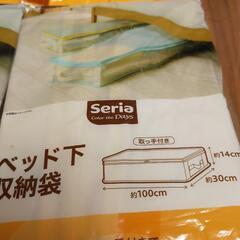 Seria
Color the Days
ベッド下
収納袋
取っ手付き
約14cm
約30cm
約100cm